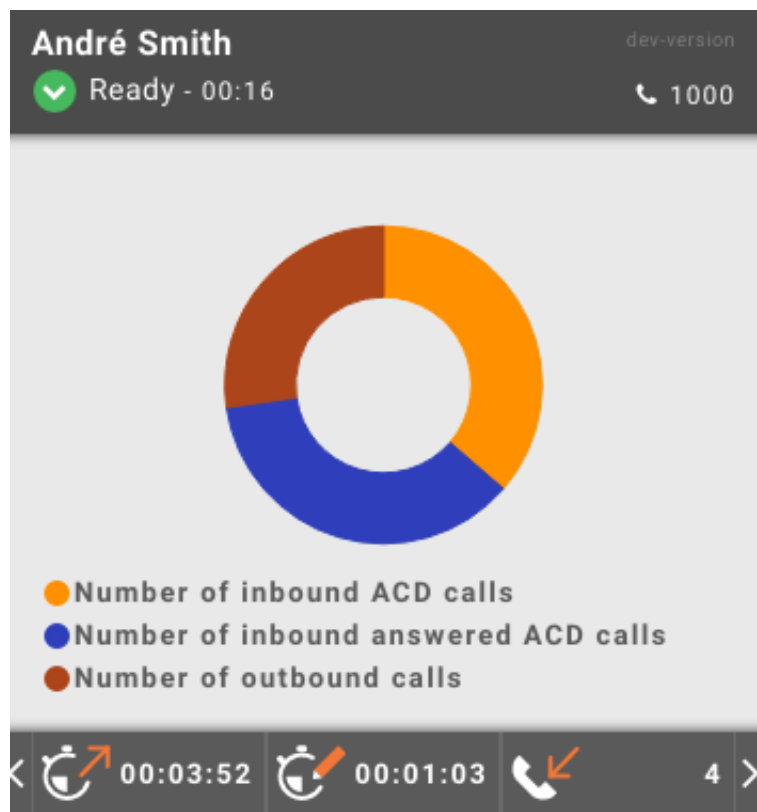 André Smith
dev-version
Ready - 00:16
1000
Number of inbound ACD calls
Number of inbound answered ACD calls
Number of outbound calls
00:03:52
00:01:03
4